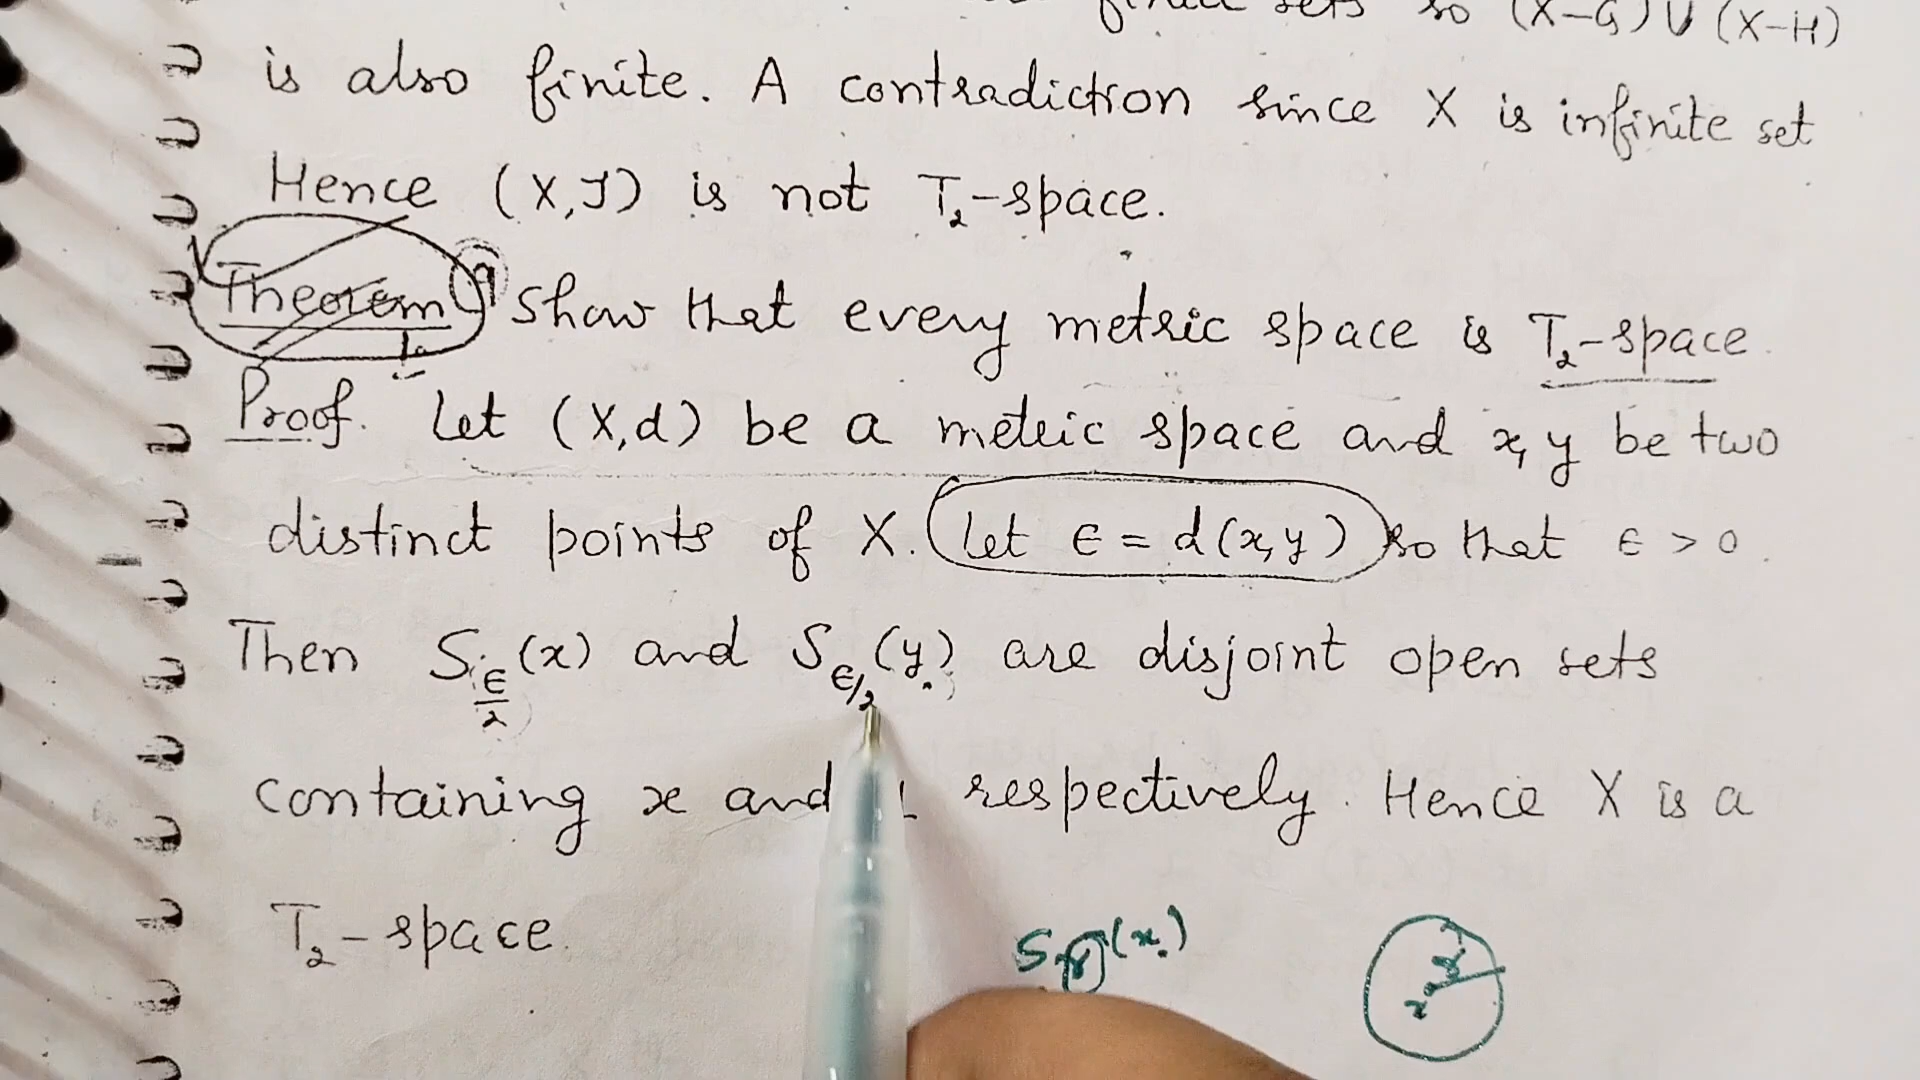 finite sets so (X-G) ∪ (X-H)
is also finite. A contradiction since X is infinite set
Hence (X,J) is not T₂-space.
Theorem 9 Show that every metric space is T₂-space.
Proof. Let (X,d) be a metric space and x, y be two
distinct points of X. Let ∈ = d(x,y) so that ∈ > 0.
Then S∈/2(x) and S∈/2(y) are disjoint open sets
containing x and respectively. Hence X is a
T₂-space.
Sr(x)
r
x